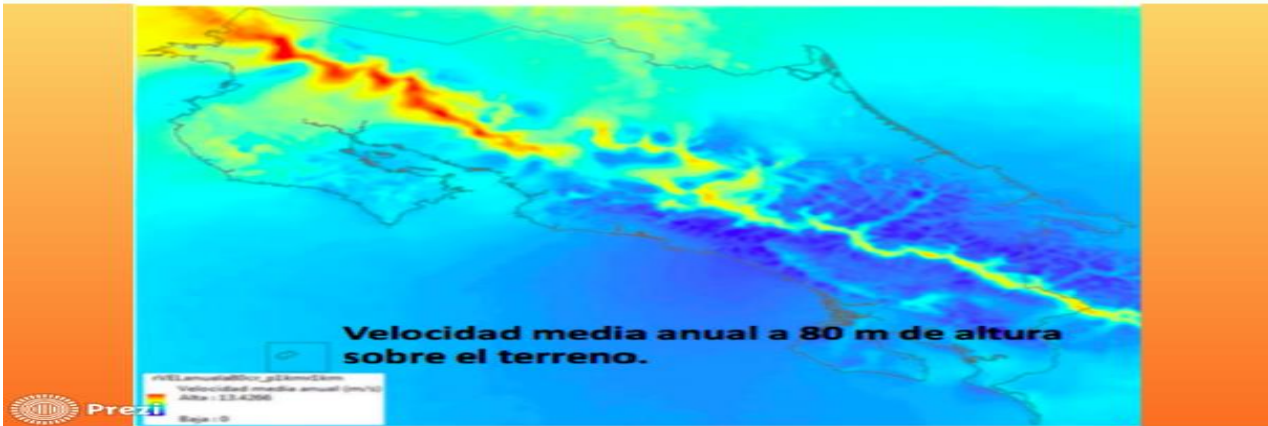 Velocidad media anual a 80 m de altura
sobre el terreno.
Velocidad media anual (m/s)
Alta : 13.4266
Baja : 0
Prezi